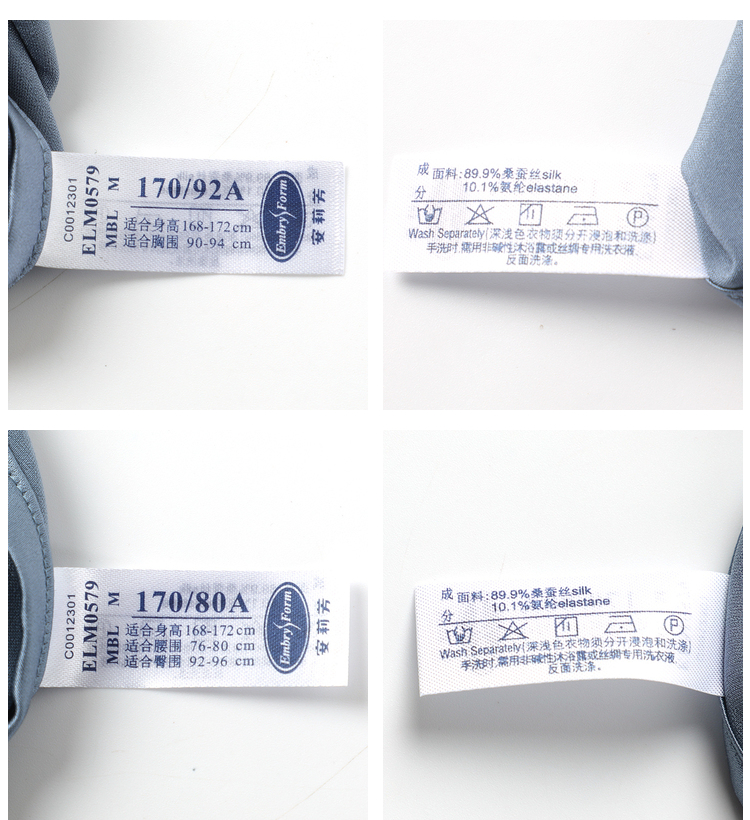 C0012301
ELM0579
MBL M
170/92A
适合身高168-172cm
适合胸围 90-94 cm
Embry Form
安莉芳
成分
面料:89.9%桑蚕丝silk
10.1%氨纶elastane
P
Wash Separately(深浅色衣物须分开浸泡和洗涤)
手洗时,需用非碱性沐浴露或丝绸专用洗衣液,
反面洗涤。
C0012301
ELM0579
MBL M
170/80A
适合身高168-172cm
适合腰围 76-80 cm
适合臀围 92-96 cm
Embry Form
安莉芳
成分
面料:89.9%桑蚕丝silk
10.1%氨纶elastane
P
Wash Separately(深浅色衣物须分开浸泡和洗涤)
手洗时,需用非碱性沐浴露或丝绸专用洗衣液,
反面洗涤。